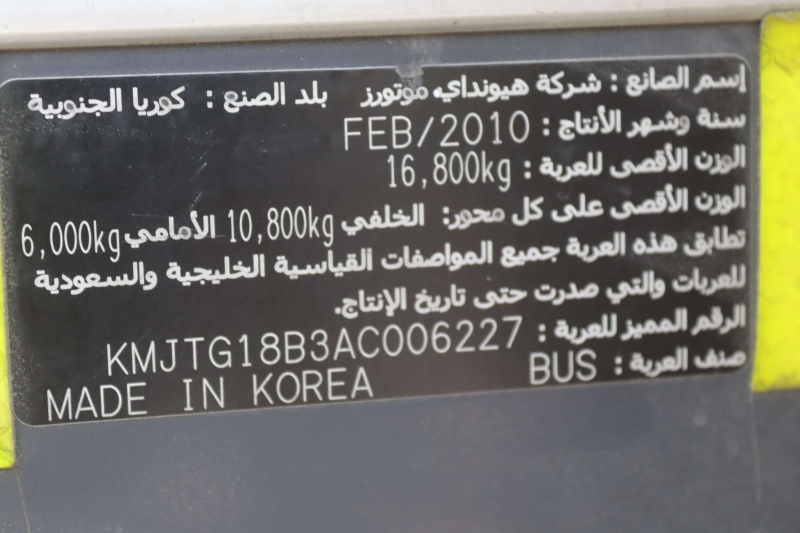 إسم الصانع : شركة هيونداي موتورز بلد الصنع : كوريا الجنوبية
سنة وشهر الأنتاج : FEB/2010
الوزن الأقصى للعربة : 16,800kg
الوزن الأقصى على كل محور: الخلفي 10,800kg الأمامي 6,000kg
تطابق هذه العربة جميع المواصفات القياسية الخليجية والسعودية
للعربات والتي صدرت حتى تاريخ الإنتاج.
الرقم المميز للعربة : KMJTG18B3AC006227
صنف العربة : BUS
MADE IN KOREA